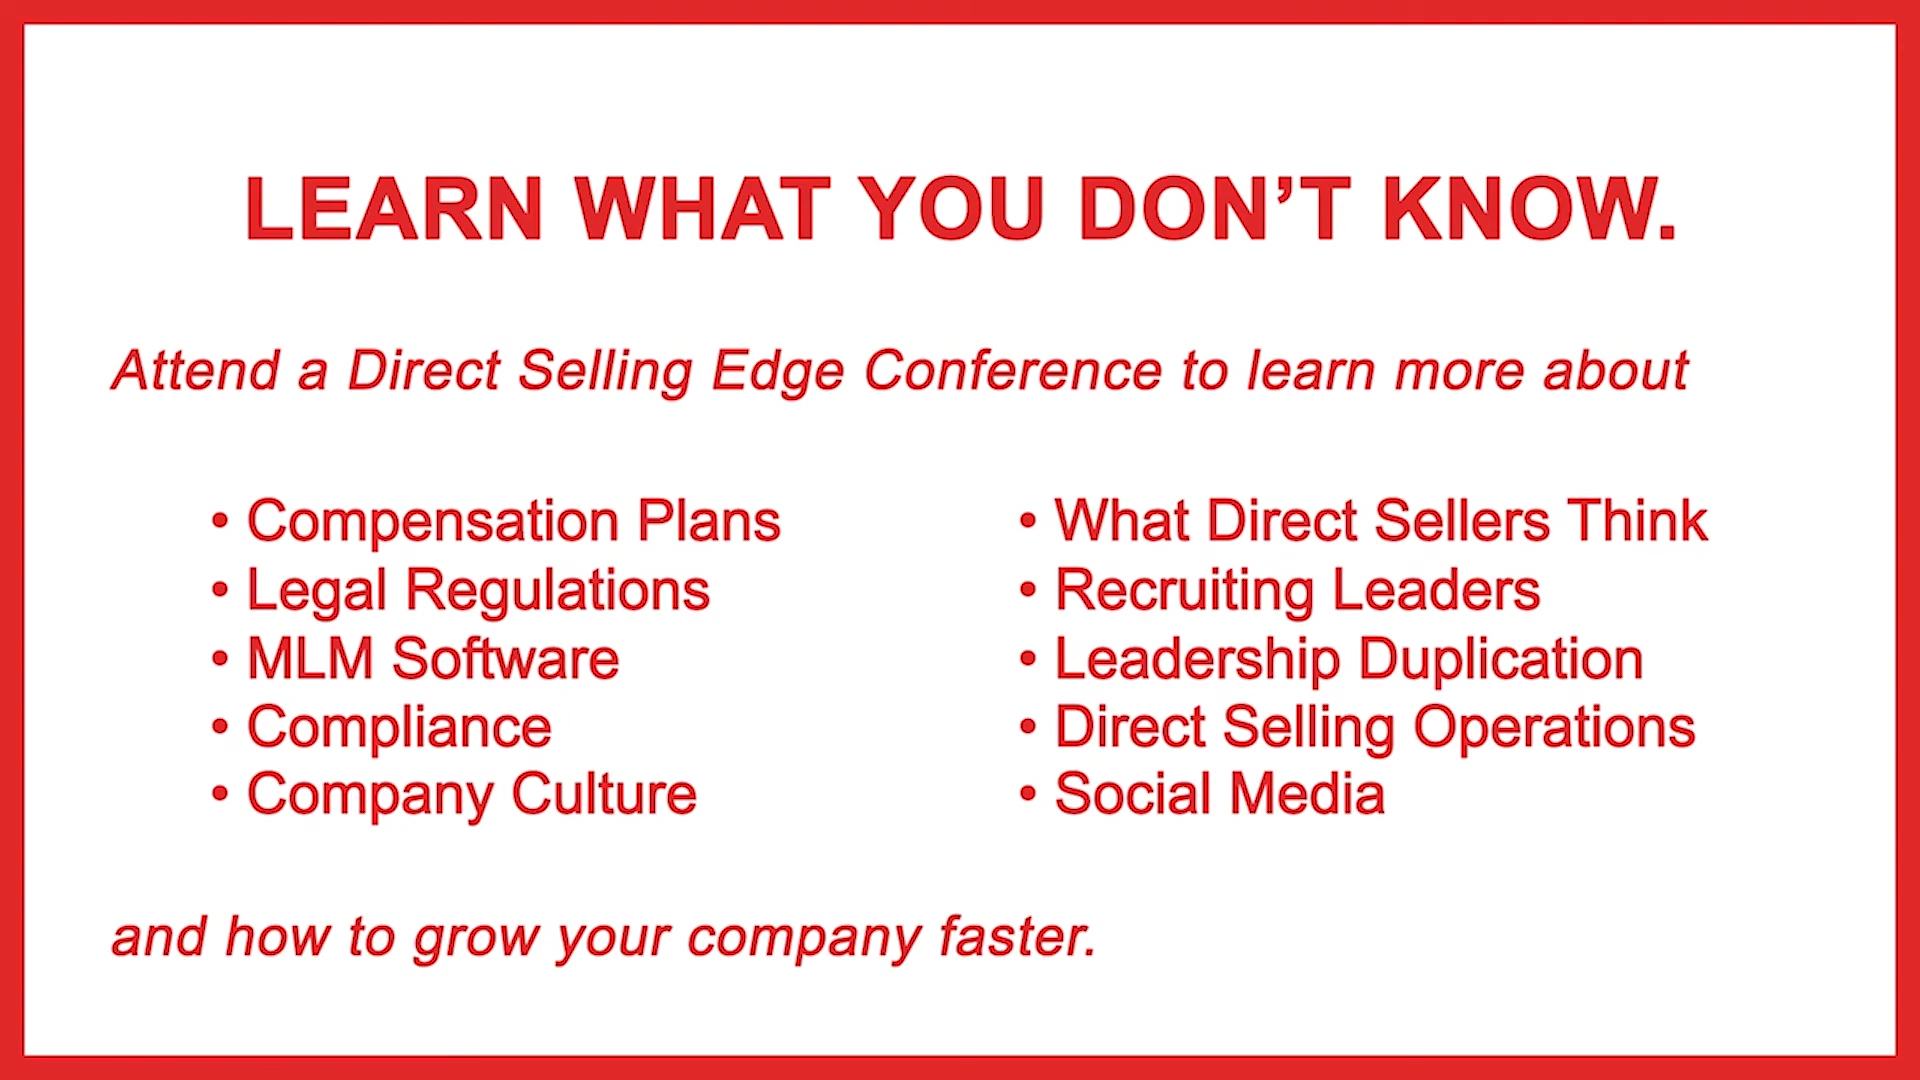 LEARN WHAT YOU DON’T KNOW.
Attend a Direct Selling Edge Conference to learn more about
• Compensation Plans
• Legal Regulations
• MLM Software
• Compliance
• Company Culture
• What Direct Sellers Think
• Recruiting Leaders
• Leadership Duplication
• Direct Selling Operations
• Social Media
and how to grow your company faster.